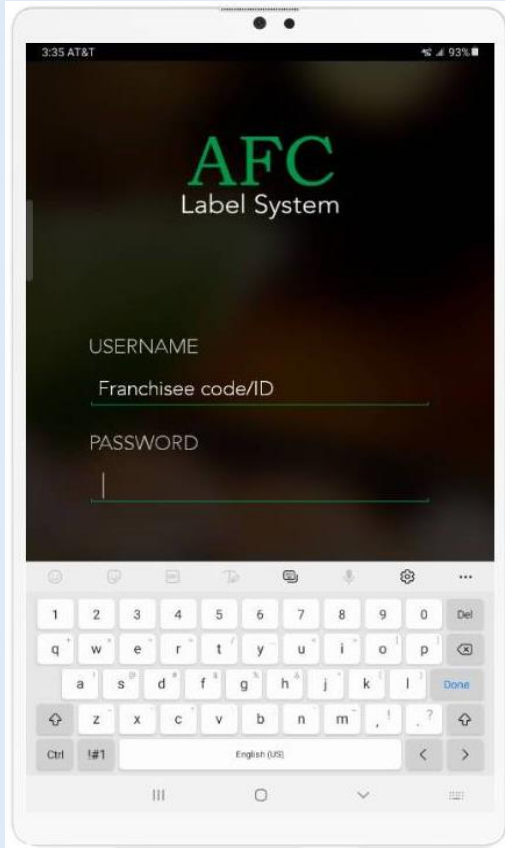 3:35 AT&T 93%
AFC
Label System
USERNAME
Franchisee code/ID
PASSWORD
1 2 3 4 5 6 7 8 9 0 Del
q w e r t y u i o p
a s d f g h j k l Done
z x c v b n m , ! . ?
Ctrl !#1 English (US) < >